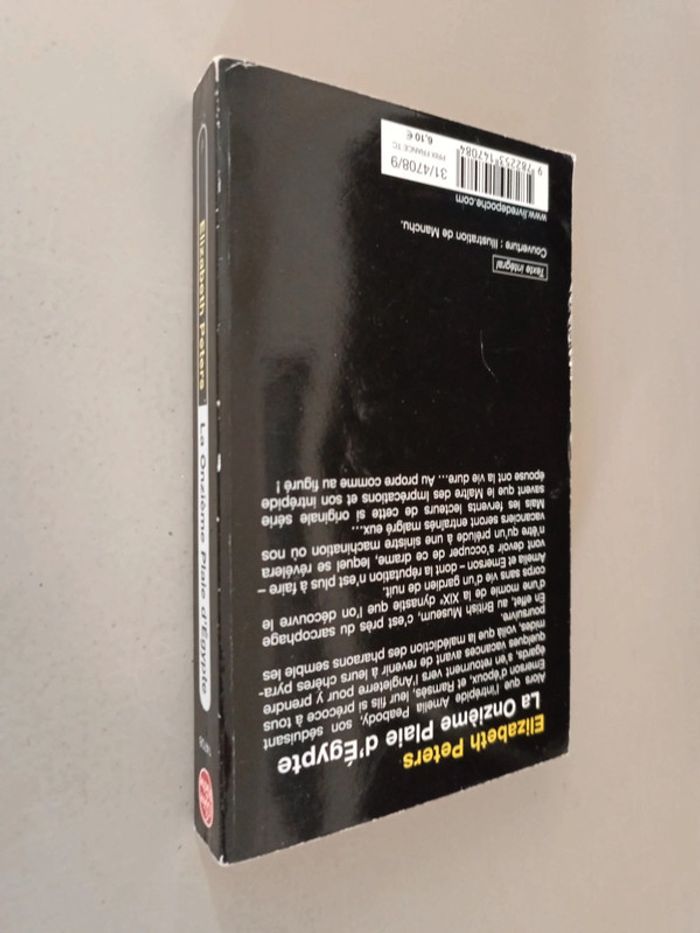 Elizabeth Peters
La Onzième Plaie d'Égypte
Alors que l'intrépide Amelia Peabody, son séduisant
Emerson d'époux, et Ramsès, leur fils si précoce à tous
égards, s'en retournent vers l'Angleterre pour y prendre
quelques vacances avant de revenir à leurs chères pyra-
mides, voilà que la malédiction des pharaons semble les
poursuivre.
En effet, au British Museum, c'est près du sarcophage
d'une momie de la XIXe dynastie que l'on découvre le
corps sans vie d'un gardien de nuit.
Amelia et Emerson – dont la réputation n'est plus à faire –
vont devoir s'occuper de ce drame, lequel se révélera
n'être qu'un prélude à une sinistre machination où nos
vacanciers seront entraînés malgré eux...
Mais les fervents lecteurs de cette si originale série
savent que le Maître des Imprécations et son intrépide
épouse ont la vie dure... Au propre comme au figuré !
Texte intégral
Couverture : illustration de Manchu.
www.livredepoche.com
31/4708/9
PRIX FRANCE TC
6,10 €
9 782253 147084
Elizabeth Peters
La Onzième Plaie d'Égypte
14708